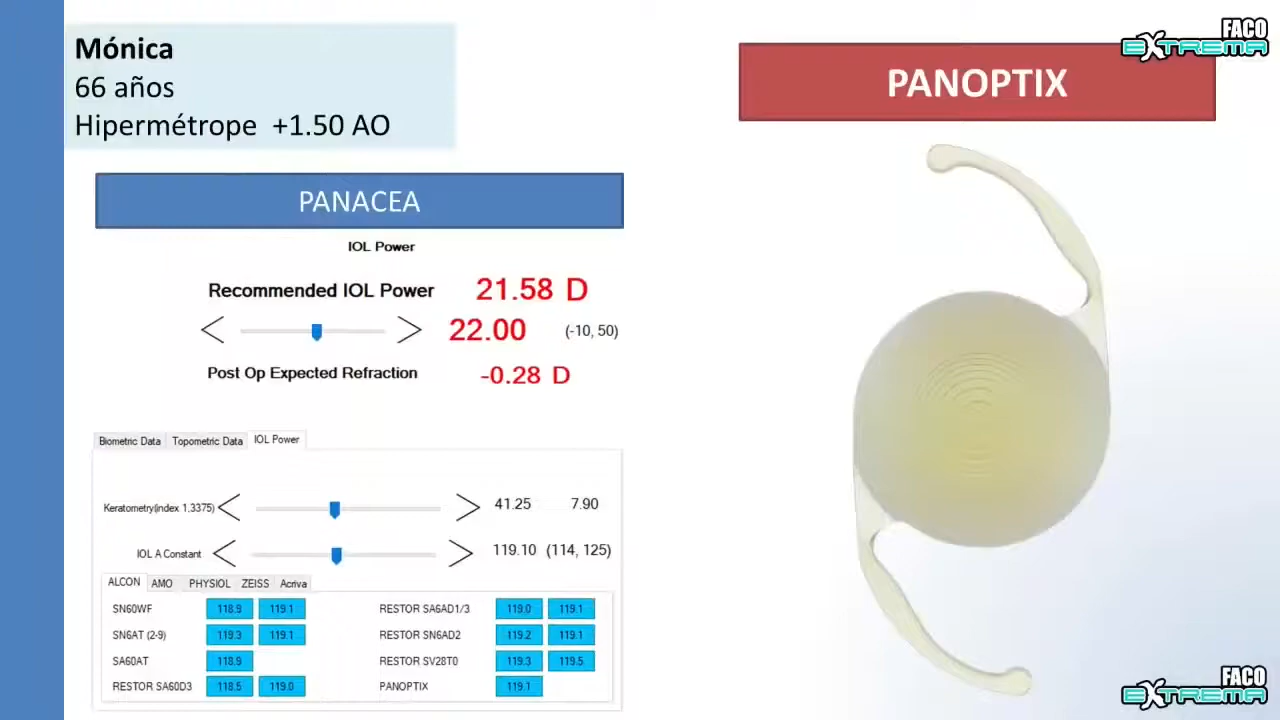 Mónica
66 años
Hipermétrope +1.50 AO
FACO
EXTREMA
PANOPTIX
PANACEA
IOL Power
Recommended IOL Power 21.58 D
22.00 (-10, 50)
Post Op Expected Refraction -0.28 D
Biometric Data Topometric Data IOL Power
Keratometry(index 1,3375) 41.25 7.90
IOL A Constant 119.10 (114, 125)
ALCON AMO PHYSIOL ZEISS Acriva
SN60WF 118.9 119.1 RESTOR SA6AD1/3 119.0 119.1
SN6AT (2-9) 119.3 119.1 RESTOR SN6AD2 119.2 119.1
SA60AT 118.9 RESTOR SV28T0 119.3 119.5
RESTOR SA60D3 118.5 119.0 PANOPTIX 119.1
FACO
EXTREMA